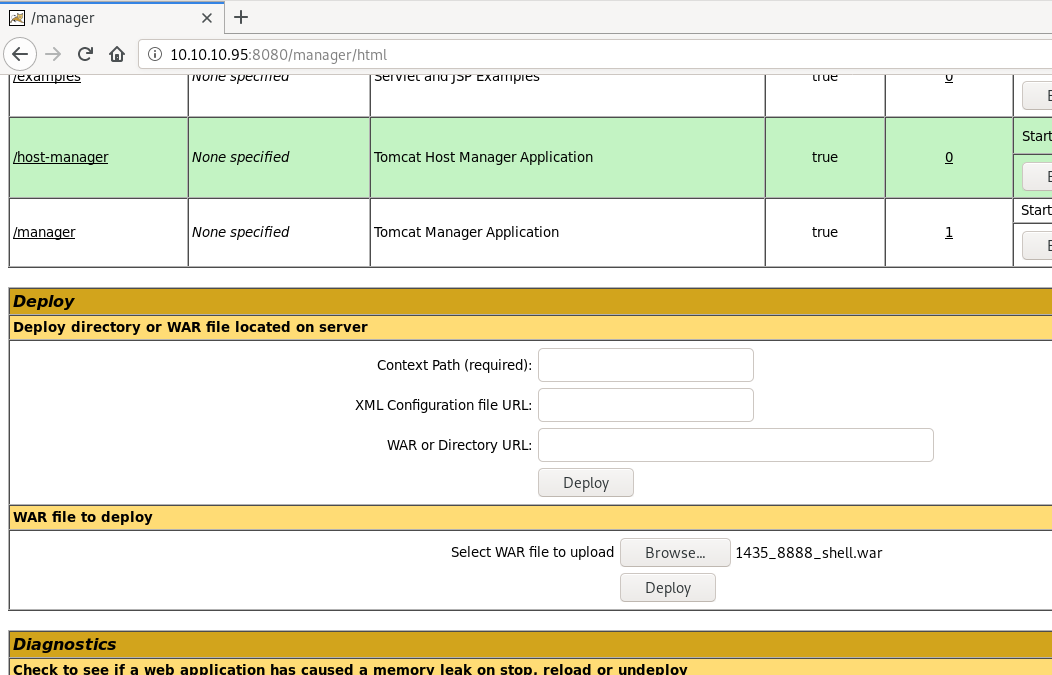 /manager
10.10.10.95:8080/manager/html
/examples None specified Servlet and JSP Examples true 0
Start
/host-manager None specified Tomcat Host Manager Application true 0
Start
/manager None specified Tomcat Manager Application true 1
Deploy
Deploy directory or WAR file located on server
Context Path (required):
XML Configuration file URL:
WAR or Directory URL:
Deploy
WAR file to deploy
Select WAR file to upload Browse... 1435_8888_shell.war
Deploy
Diagnostics
Check to see if a web application has caused a memory leak on stop, reload or undeploy